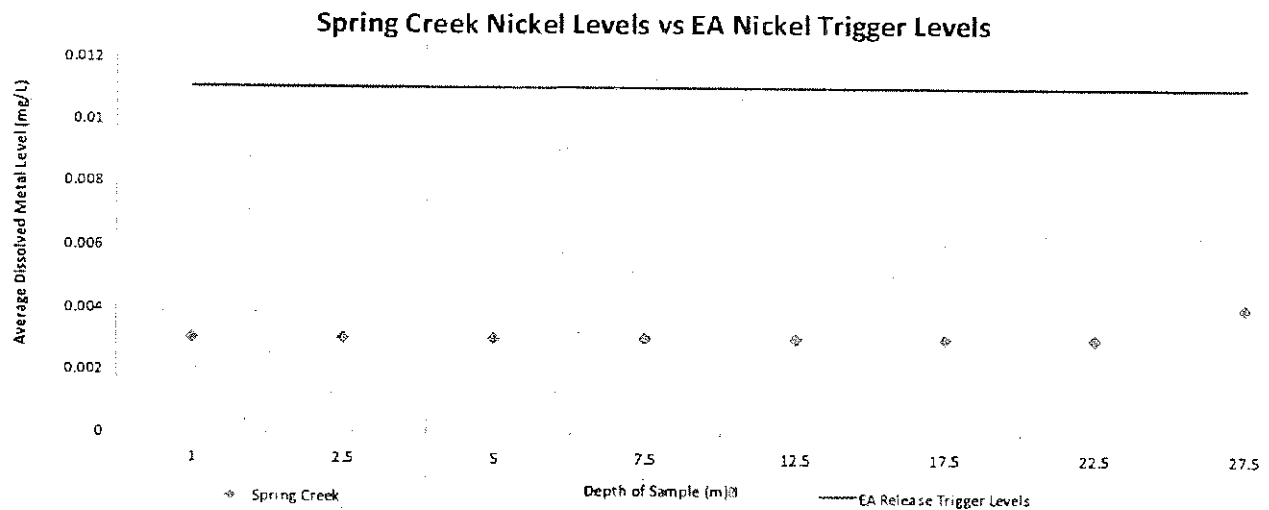 Spring Creek Nickel Levels vs EA Nickel Trigger Levels
Average Dissolved Metal Level (mg/L)
0.012
0.01
0.008
0.006
0.004
0.002
0
1 2.5 5 7.5 12.5 17.5 22.5 27.5
Depth of Sample (m)
Spring Creek
EA Release Trigger Levels